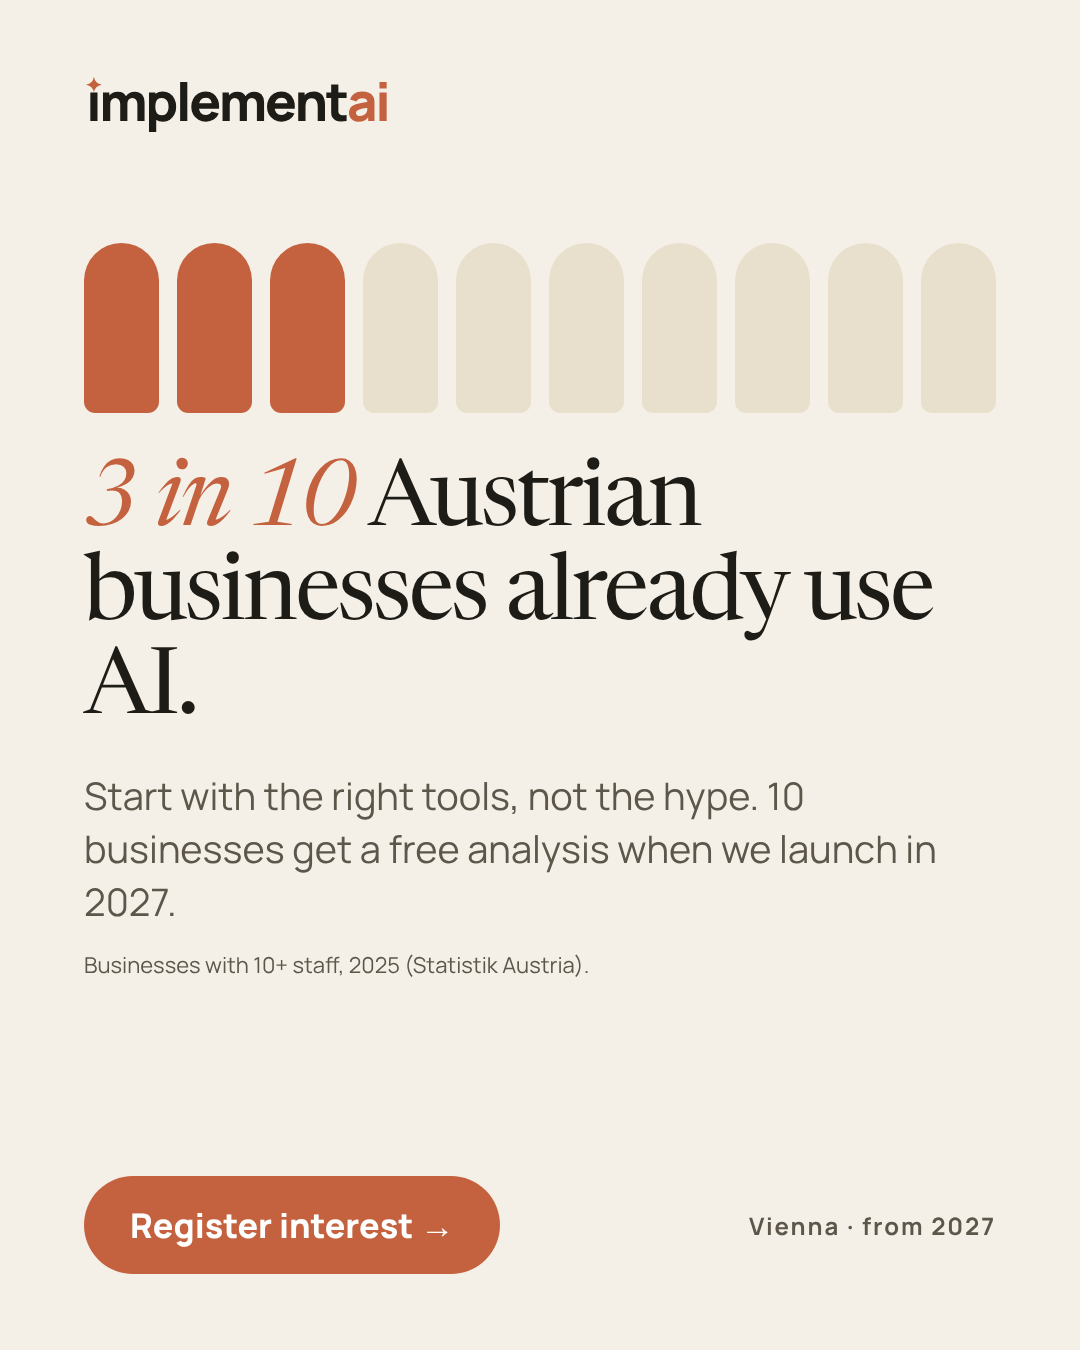 implementai
3 in 10 Austrian
businesses already use
AI.
Start with the right tools, not the hype. 10
businesses get a free analysis when we launch in
2027.
Businesses with 10+ staff, 2025 (Statistik Austria).
Register interest →
Vienna · from 2027